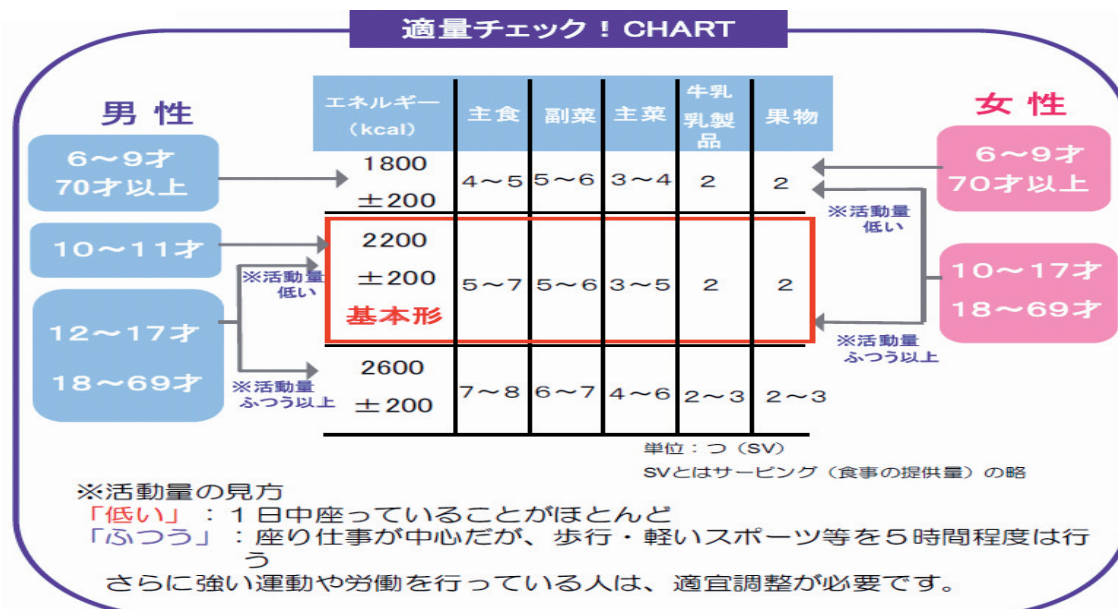 適量チェック！CHART
男性
女性
エネルギー
（kcal）
主食
副菜
主菜
牛乳
乳製
品
果物
6～9才
70才以上
1800
±200
4～5
5～6
3～4
2
2
6～9才
70才以上
※活動量
低い
10～11才
2200
±200
基本形
5～7
5～6
3～5
2
2
※活動量
低い
10～17才
18～69才
12～17才
18～69才
※活動量
ふつう以上
※活動量
ふつう以上
2600
±200
7～8
6～7
4～6
2～3
2～3
単位：つ（SV）
SVとはサービング（食事の提供量）の略
※活動量の見方
「低い」：１日中座っていることがほとんど
「ふつう」：座り仕事が中心だが、歩行・軽いスポーツ等を５時間程度は行
う
さらに強い運動や労働を行っている人は、適宜調整が必要です。